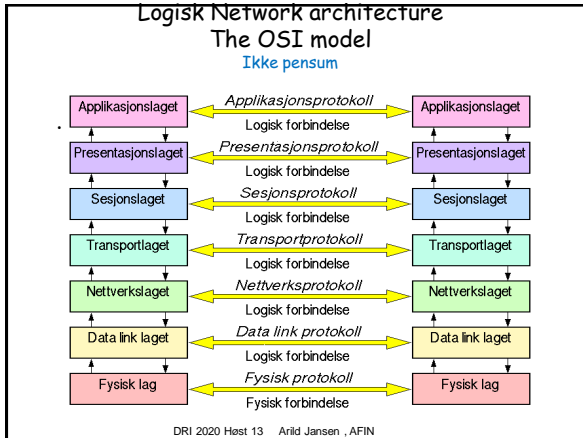 Logisk Network architecture
The OSI model
Ikke pensum
Applikasjonslaget Applikasjonsprotokoll Applikasjonslaget
Logisk forbindelse
Presentasjonslaget Presentasjonsprotokoll Presentasjonslaget
Logisk forbindelse
Sesjonslaget Sesjonsprotokoll Sesjonslaget
Logisk forbindelse
Transportlaget Transportprotokoll Transportlaget
Logisk forbindelse
Nettverkslaget Nettverksprotokoll Nettverkslaget
Logisk forbindelse
Data link laget Data link protokoll Data link laget
Logisk forbindelse
Fysisk lag Fysisk protokoll Fysisk lag
Fysisk forbindelse
DRI 2020 Høst 13 Arild Jansen , AFIN